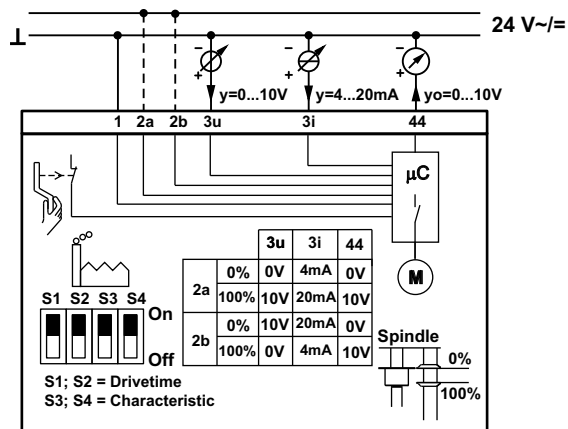 24 V~/=
⊥
− − −
+ + +
y=0...10V y=4...20mA yo=0...10V
1 2a 2b 3u 3i 44
µC
M
3u 3i 44
2a 0% 0V 4mA 0V
100% 10V 20mA 10V
2b 0% 10V 20mA 0V
100% 0V 4mA 10V
S1 S2 S3 S4
On
Off
S1; S2 = Drivetime
S3; S4 = Characteristic
Spindle
0%
100%